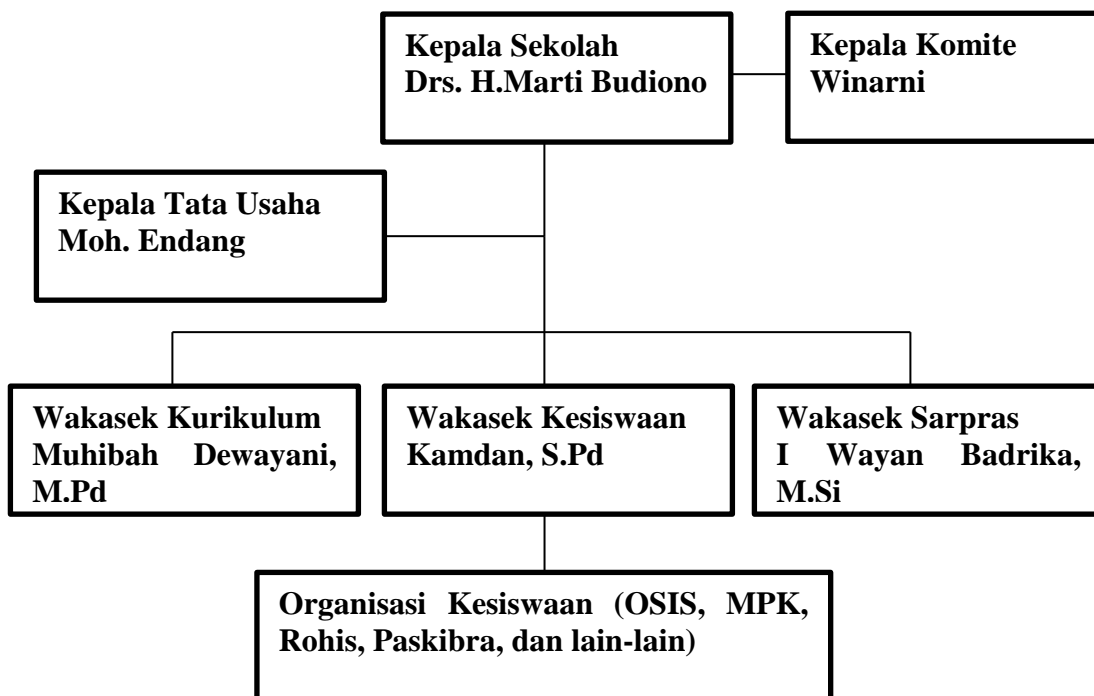 Kepala Sekolah
Drs. H.Marti Budiono
Kepala Komite
Winarni
Kepala Tata Usaha
Moh. Endang
Wakasek Kurikulum
Muhibah Dewayani,
M.Pd
Wakasek Kesiswaan
Kamdan, S.Pd
Wakasek Sarpras
I Wayan Badrika,
M.Si
Organisasi Kesiswaan (OSIS, MPK,
Rohis, Paskibra, dan lain-lain)